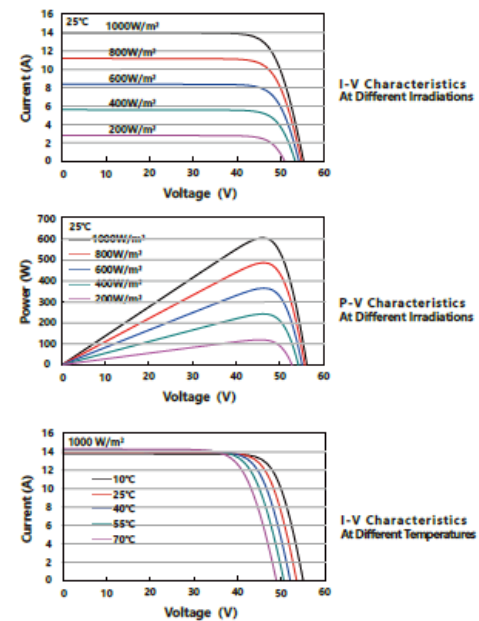 16
25℃
1000W/m²
14
12
800W/m²
10
600W/m²
8
6
400W/m²
4
200W/m²
2
0
Current (A)
0 10 20 30 40 50 60
Voltage (V)
I-V Characteristics
At Different Irradiations
700
25℃
600
1000W/m²
800W/m²
500
600W/m²
400
400W/m²
300
200W/m²
200
100
0
Power (W)
0 10 20 30 40 50 60
Voltage (V)
P-V Characteristics
At Different Irradiations
16
1000 W/m²
14
12
10℃
10
25℃
8
40℃
6
55℃
4
70℃
2
0
Current (A)
0 10 20 30 40 50 60
Voltage (V)
I-V Characteristics
At Different Temperatures